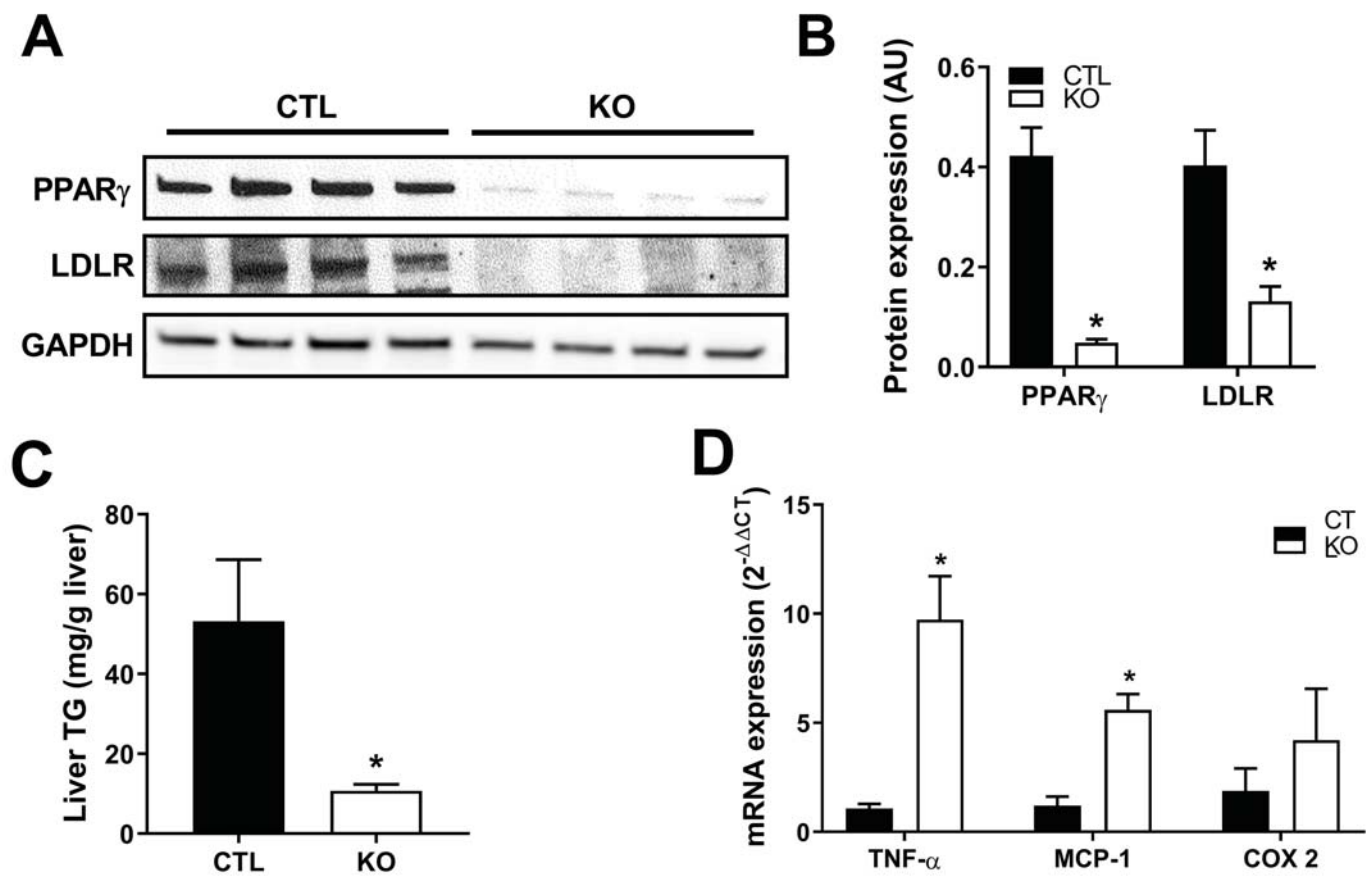 A
CTL KO
PPARγ
LDLR
GAPDH
B
Protein expression (AU)
0.6
0.4
0.2
0.0
CTL
KO
* *
PPARγ LDLR
C
Liver TG (mg/g liver)
80
60
40
20
0
*
CTL KO
D
mRNA expression (2^-ΔΔCT)
15
10
5
0
CT
KO
L
* *
TNF-α MCP-1 COX 2